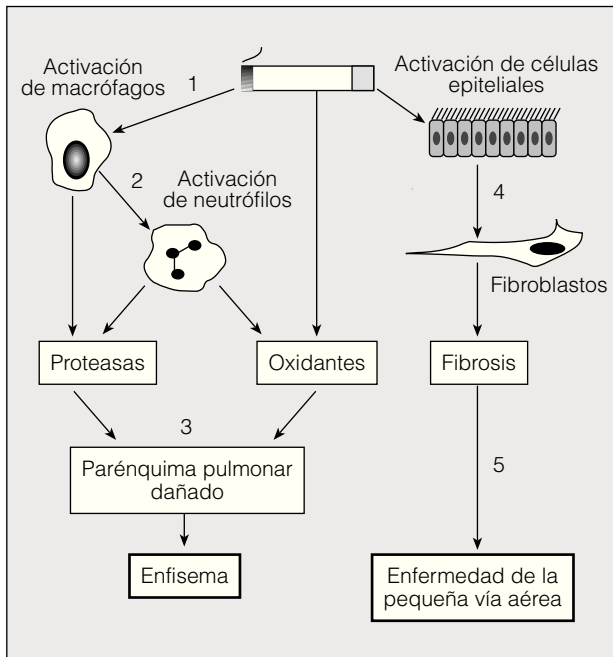 Activación
de macrófagos
1
Activación de células
epiteliales
2
Activación
de neutrófilos
4
Fibroblastos
Proteasas
Oxidantes
Fibrosis
3
Parénquima pulmonar
dañado
5
Enfisema
Enfermedad de la
pequeña vía aérea